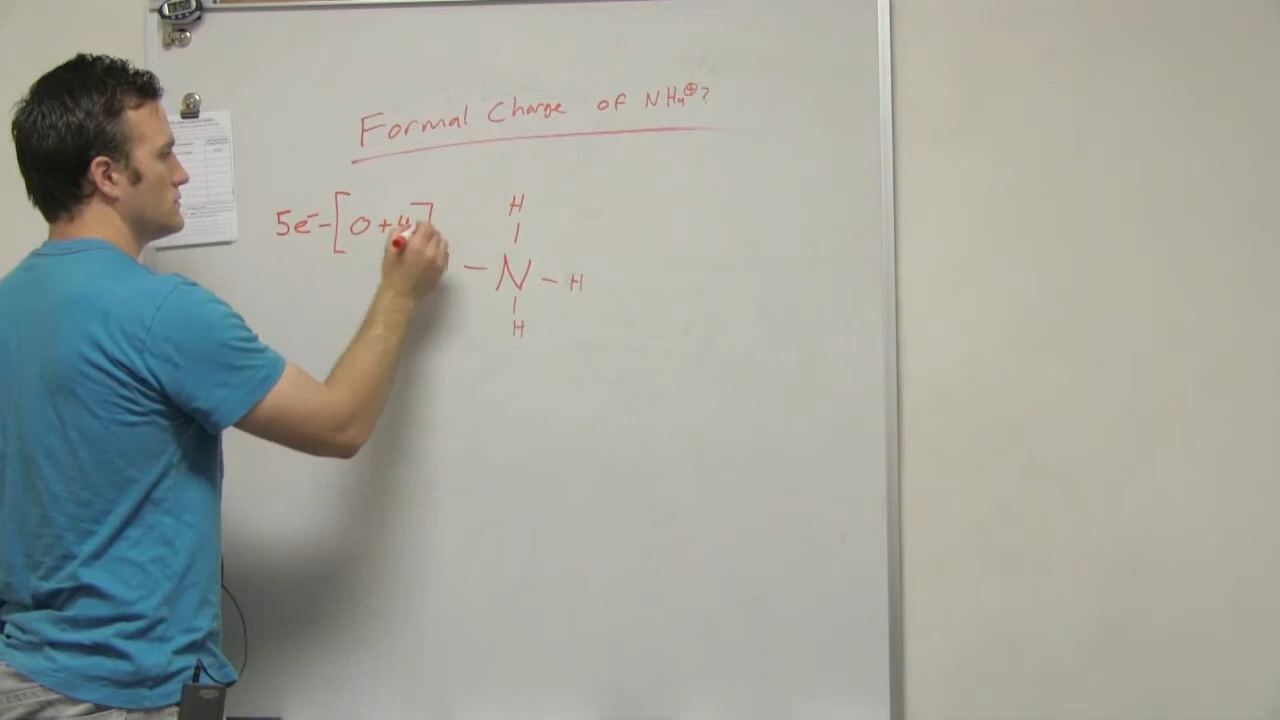 Formal Charge of NH₄⊕?
5e⁻ - [0 + 4]
H
- N - H
H